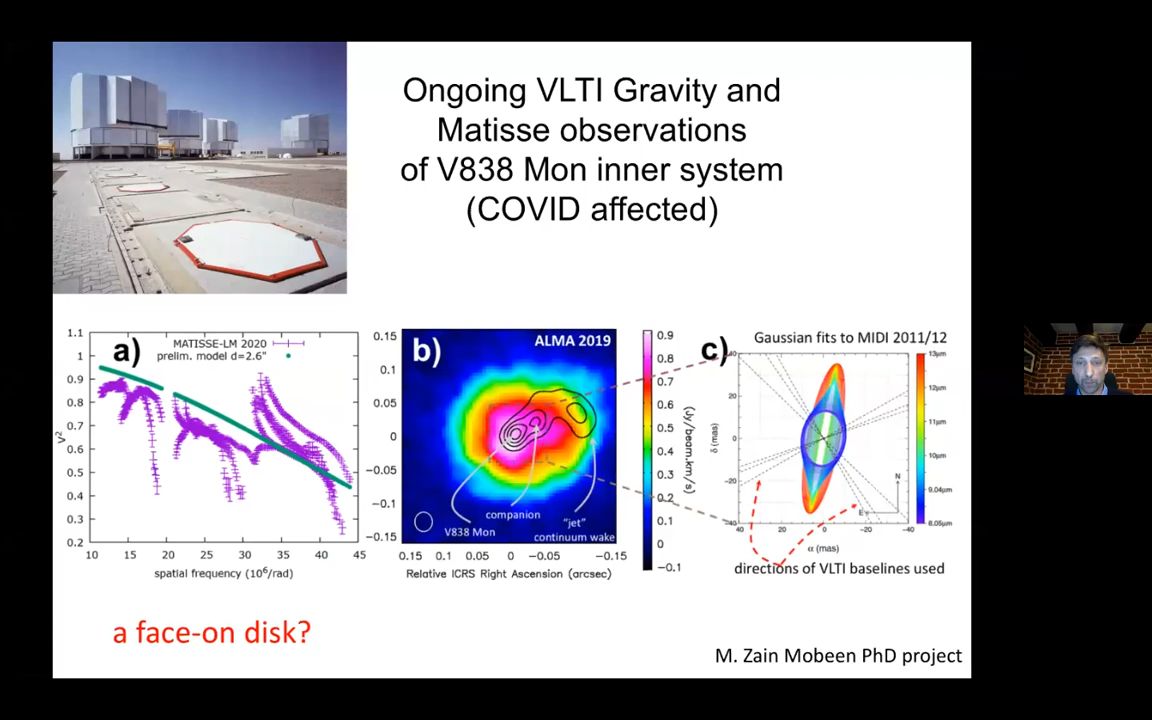 Ongoing VLTI Gravity and
Matisse observations
of V838 Mon inner system
(COVID affected)
a)
MATISSE-LM 2020
prelim. model d=2.6"
1.1
1
0.9
0.8
0.7
0.6
0.5
0.4
0.3
0.2
V²
10 15 20 25 30 35 40 45
spatial frequency (10⁶/rad)
b)
ALMA 2019
0.15
0.1
0.05
0
−0.05
−0.1
−0.15
V838 Mon
companion
"jet"
continuum wake
0.15 0.1 0.05 0 −0.05 −0.15
Relative ICRS Right Ascension (arcsec)
0.9
0.8
0.7
0.6
0.5
0.4
0.3
0.2
0.1
0
−0.1
(Jy/beam.km/s)
c)
Gaussian fits to MIDI 2011/12
40
20
0
-20
-40
δ (mas)
N
E
40 20 0 -20 -40
α (mas)
13µm
12µm
11µm
10µm
9.04µm
8.05µm
directions of VLTI baselines used
a face-on disk?
M. Zain Mobeen PhD project